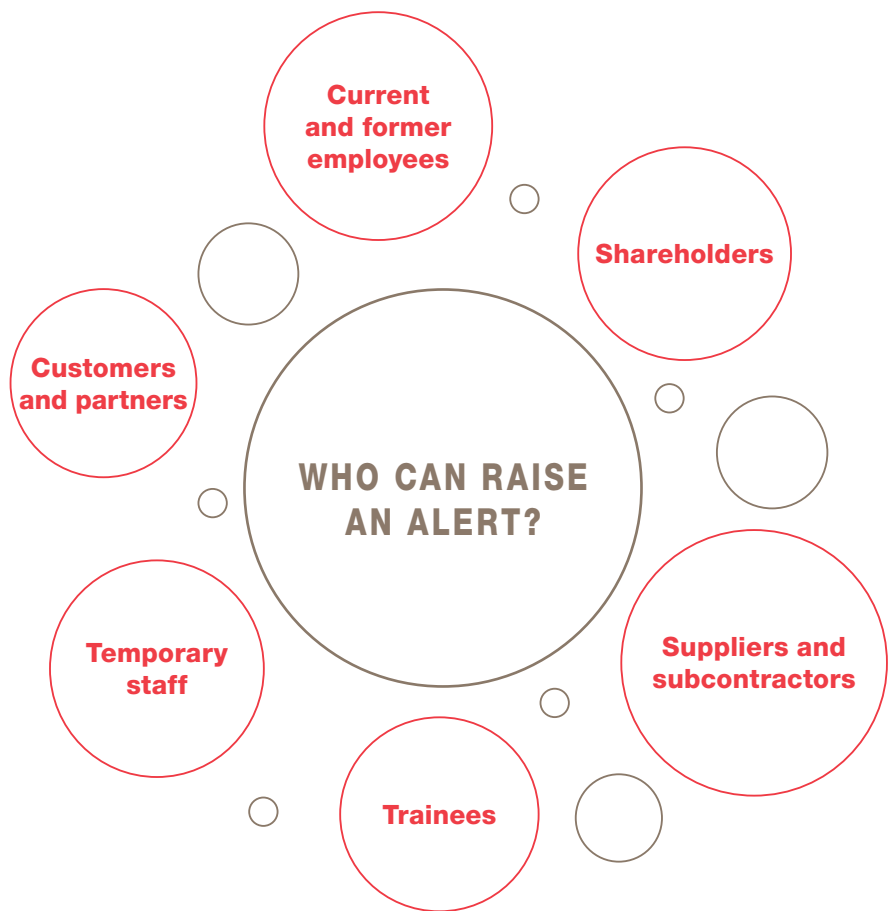 Current
and former
employees
Shareholders
Customers
and partners
WHO CAN RAISE
AN ALERT?
Suppliers and
subcontractors
Temporary
staff
Trainees